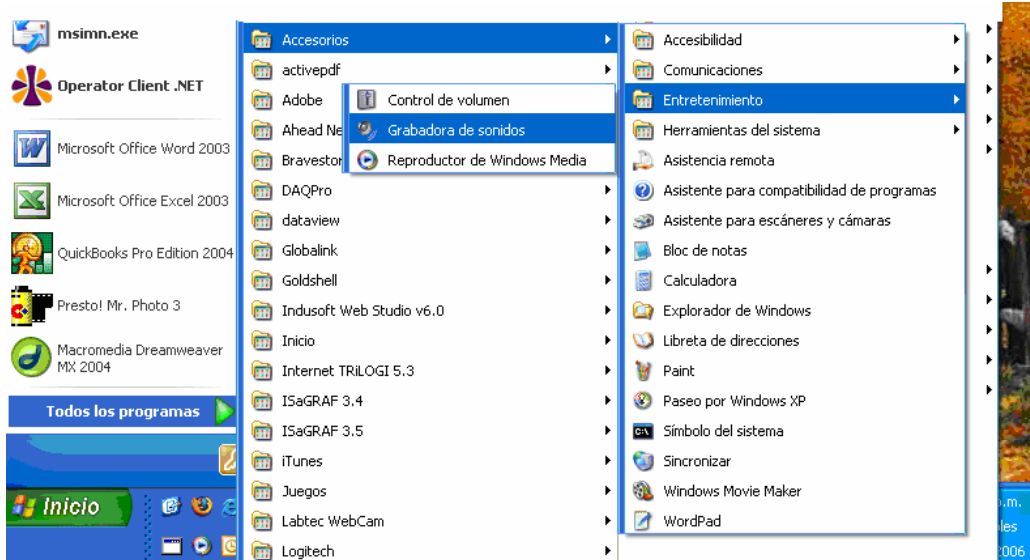 msimn.exe
Operator Client .NET
Microsoft Office Word 2003
Microsoft Office Excel 2003
QuickBooks Pro Edition 2004
Presto! Mr. Photo 3
Macromedia Dreamweaver
MX 2004
Todos los programas
Inicio
Accesorios
activepdf
Adobe
Ahead Ne
Bravestor
DAQPro
dataview
Globalink
Goldshell
Indusoft Web Studio v6.0
Inicio
Internet TRiLOGI 5.3
ISaGRAF 3.4
ISaGRAF 3.5
iTunes
Juegos
Labtec WebCam
Logitech
Control de volumen
Grabadora de sonidos
Reproductor de Windows Media
Accesibilidad
Comunicaciones
Entretenimiento
Herramientas del sistema
Asistencia remota
Asistente para compatibilidad de programas
Asistente para escáneres y cámaras
Bloc de notas
Calculadora
Explorador de Windows
Libreta de direcciones
Paint
Paseo por Windows XP
Símbolo del sistema
Sincronizar
Windows Movie Maker
WordPad
.m.
les
2006